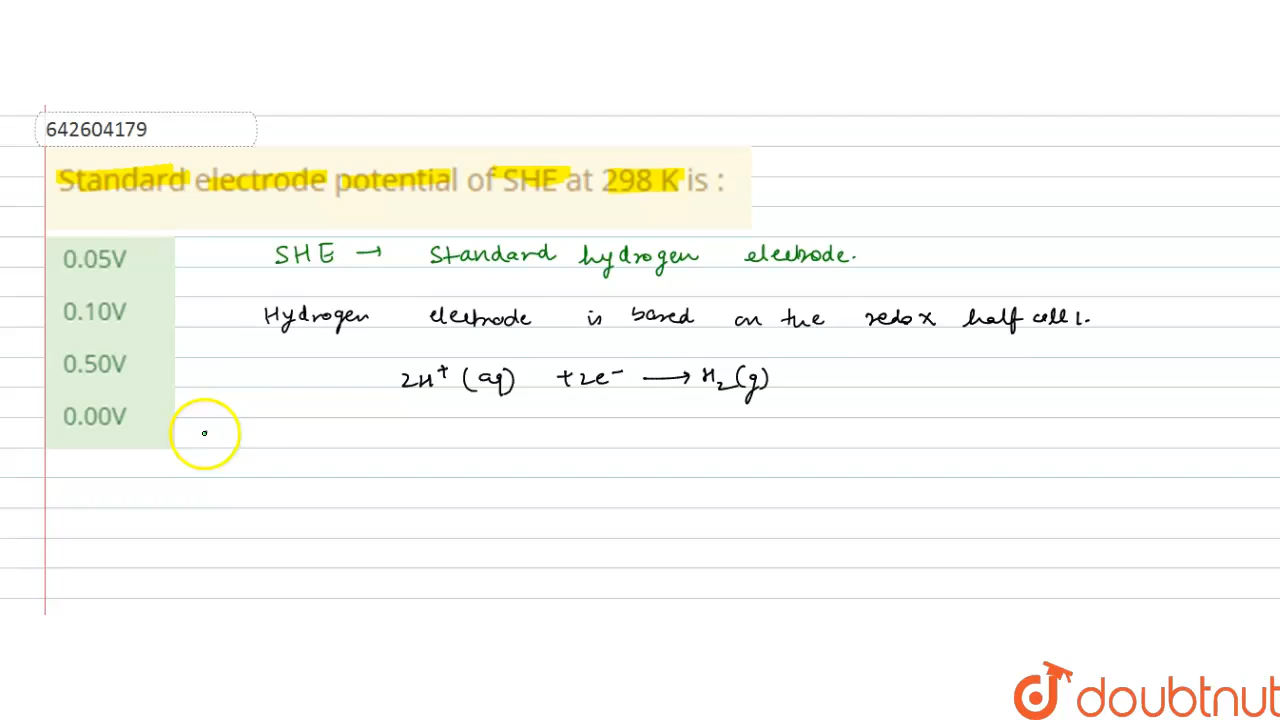 642604179
Standard electrode potential of SHE at 298 K is :
0.05V
0.10V
0.50V
0.00V
SHE → Standard hydrogen electrode.
Hydrogen electrode is based on the redox half cell.
2H⁺ (aq) + 2e⁻ → H₂(g)
doubtnut